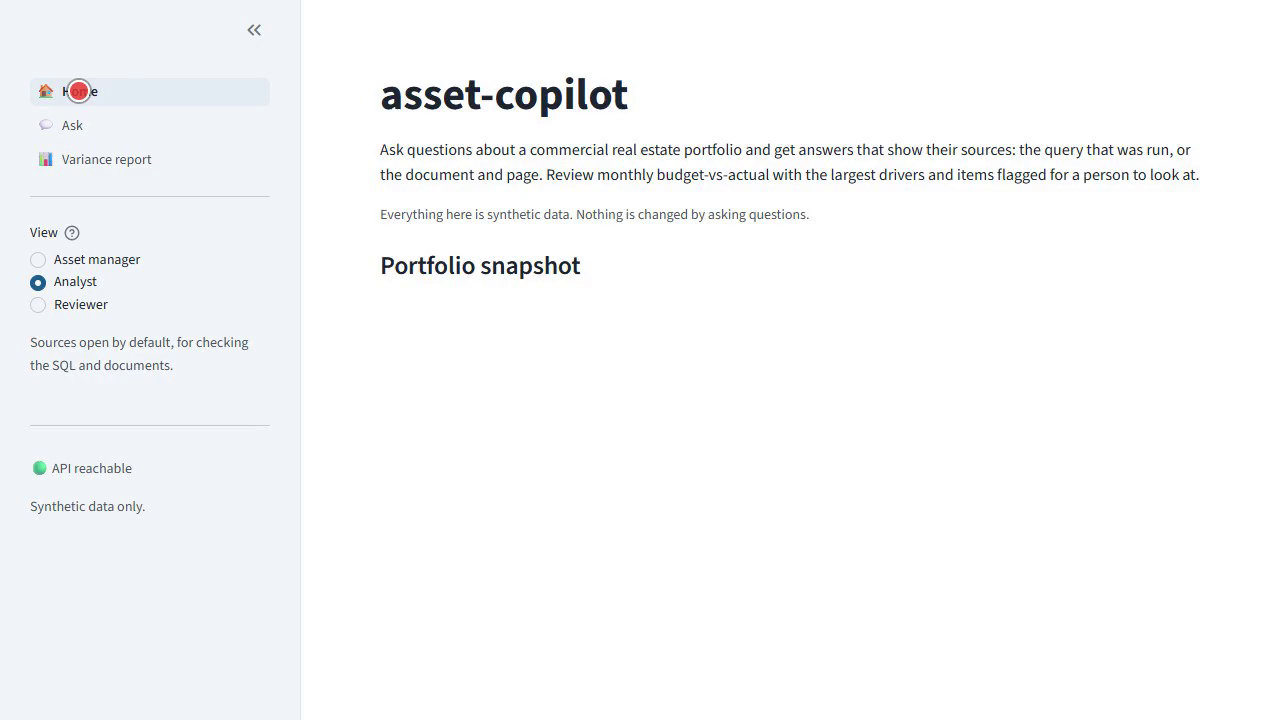 Home
Ask
Variance report
View
Asset manager
Analyst
Reviewer
Sources open by default, for checking
the SQL and documents.
API reachable
Synthetic data only.
asset-copilot
Ask questions about a commercial real estate portfolio and get answers that show their sources: the query that was run, or
the document and page. Review monthly budget-vs-actual with the largest drivers and items flagged for a person to look at.
Everything here is synthetic data. Nothing is changed by asking questions.
Portfolio snapshot